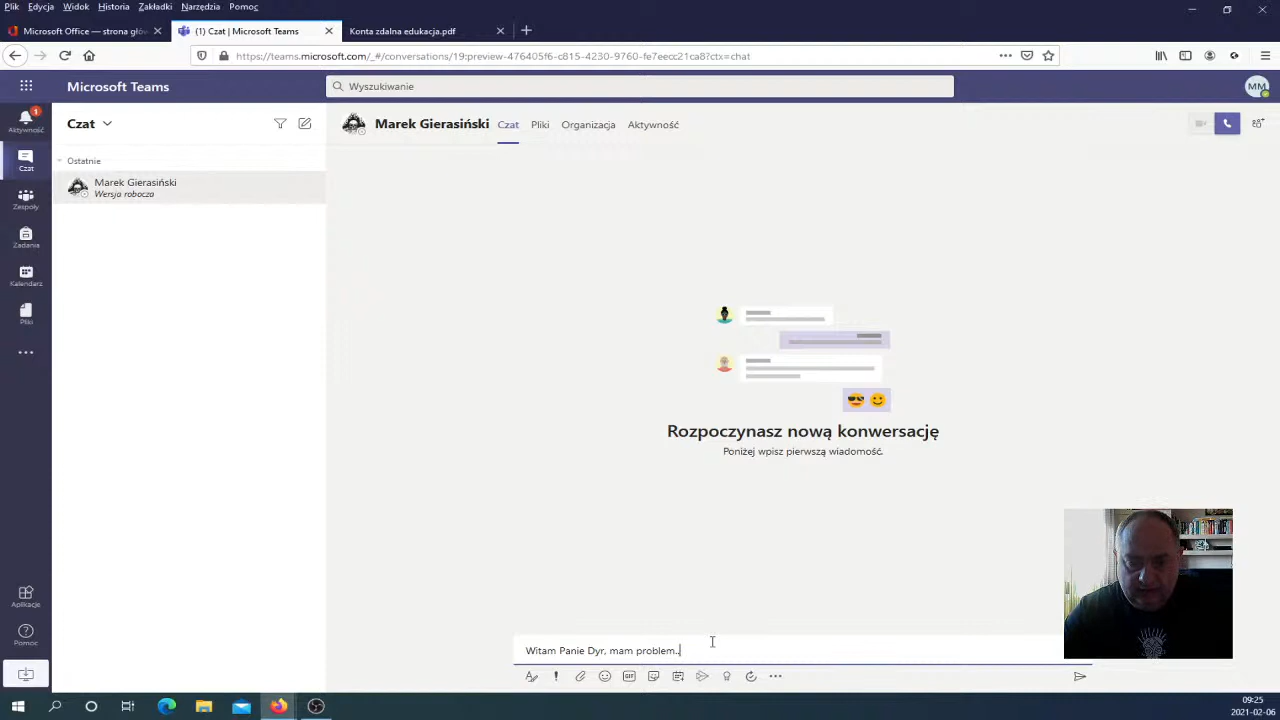 Plik Edycja Widok Historia Zakładki Narzędzia Pomoc
Microsoft Office — strona głów
(1) Czat | Microsoft Teams
Konta zdalna edukacja.pdf
https://teams.microsoft.com/_#/conversations/19:preview-476405f6-c815-4230-9760-fe7eecc21ca8?ctx=chat
Microsoft Teams
Wyszukiwanie
MM
1
Aktywność
Czat
Zespoły
Zadania
Kalendarz
Pliki
Aplikacje
Pomoc
Czat
Ostatnie
Marek Gierasiński
Wersja robocza
Marek Gierasiński
Czat
Pliki
Organizacja
Aktywność
Rozpoczynasz nową konwersację
Poniżej wpisz pierwszą wiadomość.
Witam Panie Dyr, mam problem..
GIF
09:25
2021-02-06